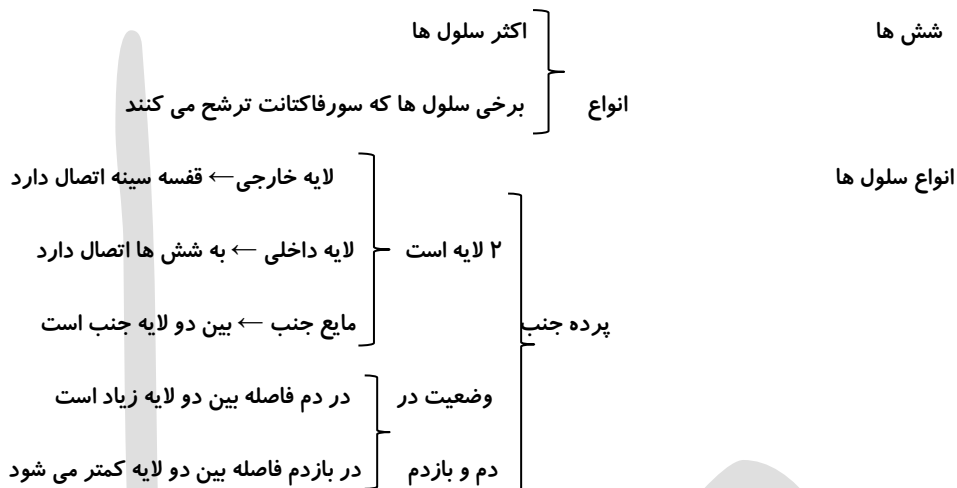 شش ها
اکثر سلول ها
انواع
برخی سلول ها که سورفاکتانت ترشح می کنند
انواع سلول ها
لایه خارجی← قفسه سینه اتصال دارد
۲ لایه است
لایه داخلی ← به شش ها اتصال دارد
پرده جنب
مایع جنب ← بین دو لایه جنب است
وضعیت در
در دم فاصله بین دو لایه زیاد است
دم و بازدم
در بازدم فاصله بین دو لایه کمتر می شود